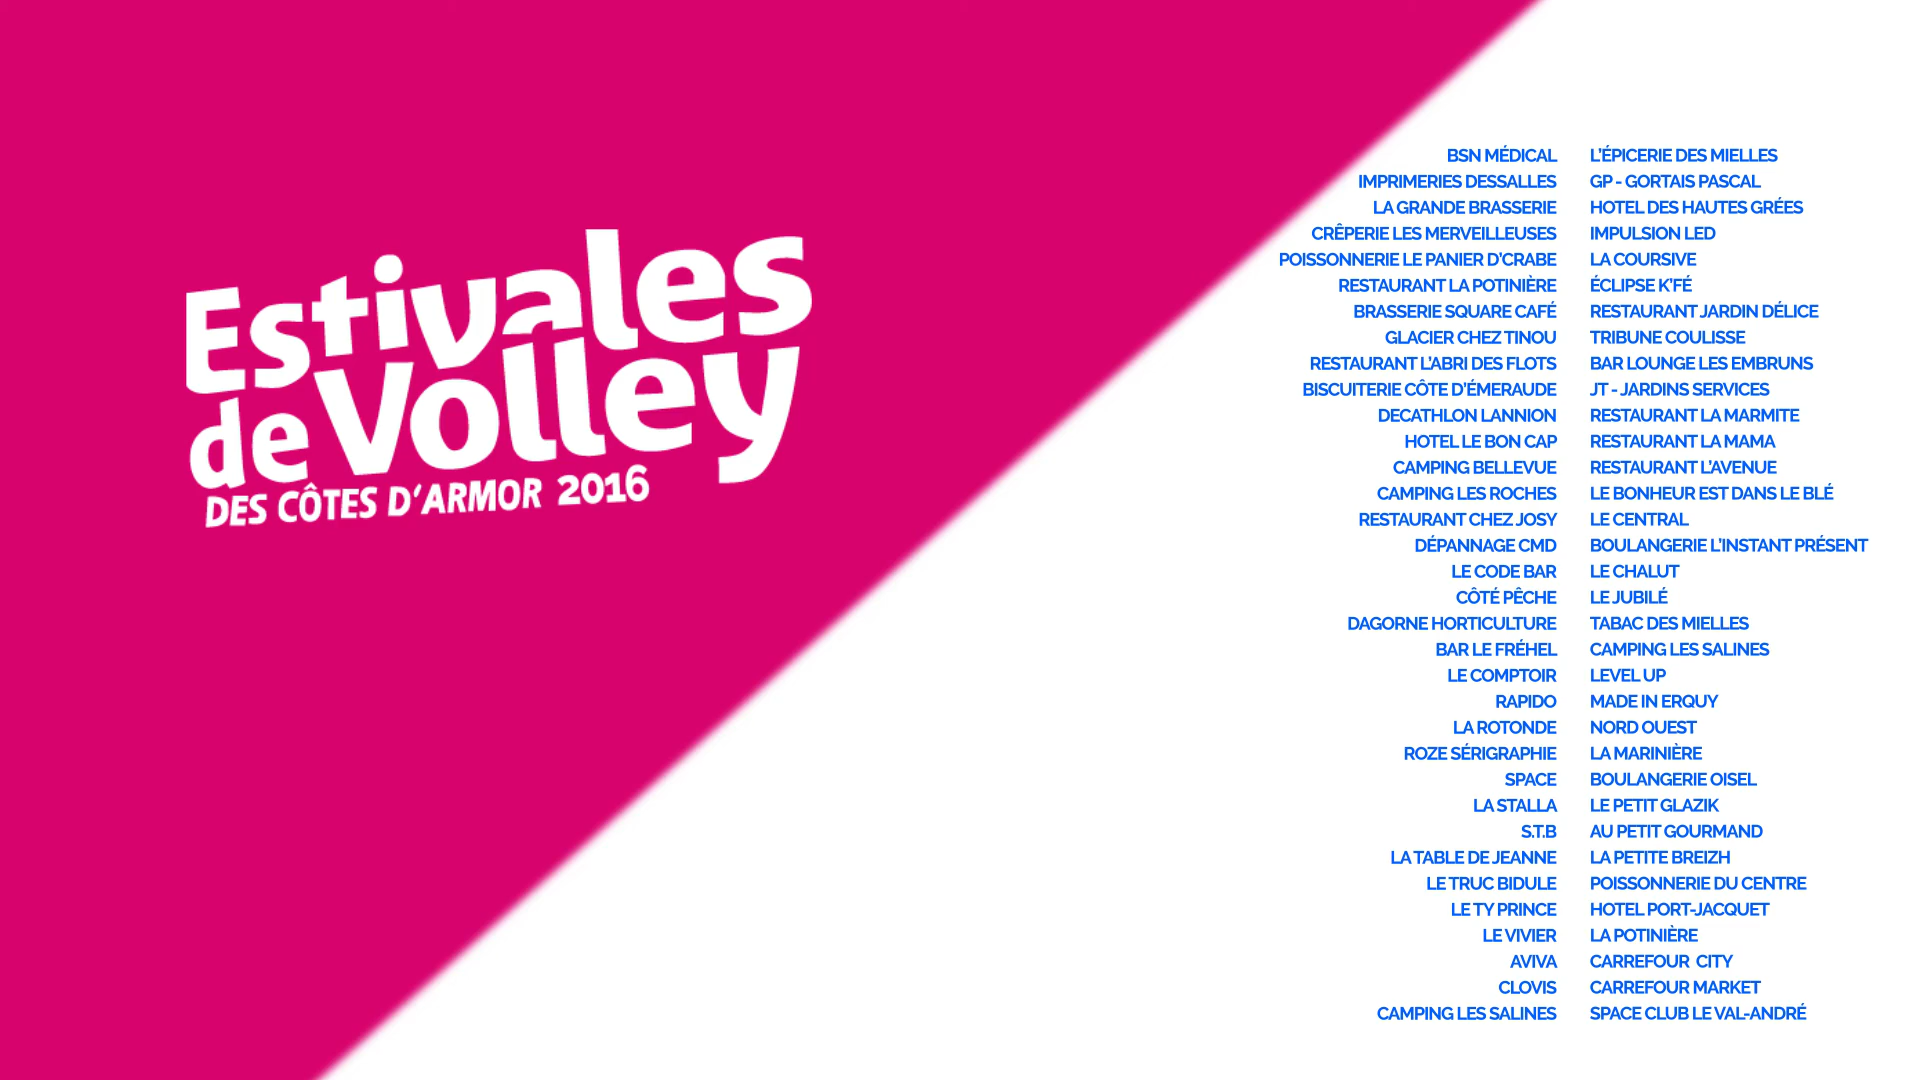 Estivales
de Volley
DES CÔTES D'ARMOR 2016
BSN MÉDICAL
IMPRIMERIES DESSALLES
LA GRANDE BRASSERIE
CRÊPERIE LES MERVEILLEUSES
POISSONNERIE LE PANIER D'CRABE
RESTAURANT LA POTINIÈRE
BRASSERIE SQUARE CAFÉ
GLACIER CHEZ TINOU
RESTAURANT L'ABRI DES FLOTS
BISCUITERIE CÔTE D'ÉMERAUDE
DECATHLON LANNION
HOTEL LE BON CAP
CAMPING BELLEVUE
CAMPING LES ROCHES
RESTAURANT CHEZ JOSY
DÉPANNAGE CMD
LE CODE BAR
CÔTÉ PÊCHE
DAGORNE HORTICULTURE
BAR LE FRÉHEL
LE COMPTOIR
RAPIDO
LA ROTONDE
ROZE SÉRIGRAPHIE
SPACE
LA STALLA
S.T.B
LA TABLE DE JEANNE
LE TRUC BIDULE
LE TY PRINCE
LE VIVIER
AVIVA
CLOVIS
CAMPING LES SALINES
L'ÉPICERIE DES MIELLES
GP - GORTAIS PASCAL
HOTEL DES HAUTES GRÉES
IMPULSION LED
LA COURSIVE
ÉCLIPSE K'FÉ
RESTAURANT JARDIN DÉLICE
TRIBUNE COULISSE
BAR LOUNGE LES EMBRUNS
JT - JARDINS SERVICES
RESTAURANT LA MARMITE
RESTAURANT LA MAMA
RESTAURANT L'AVENUE
LE BONHEUR EST DANS LE BLÉ
LE CENTRAL
BOULANGERIE L'INSTANT PRÉSENT
LE CHALUT
LE JUBILÉ
TABAC DES MIELLES
CAMPING LES SALINES
LEVEL UP
MADE IN ERQUY
NORD OUEST
LA MARINIÈRE
BOULANGERIE OISEL
LE PETIT GLAZIK
AU PETIT GOURMAND
LA PETITE BREIZH
POISSONNERIE DU CENTRE
HOTEL PORT-JACQUET
LA POTINIÈRE
CARREFOUR CITY
CARREFOUR MARKET
SPACE CLUB LE VAL-ANDRÉ